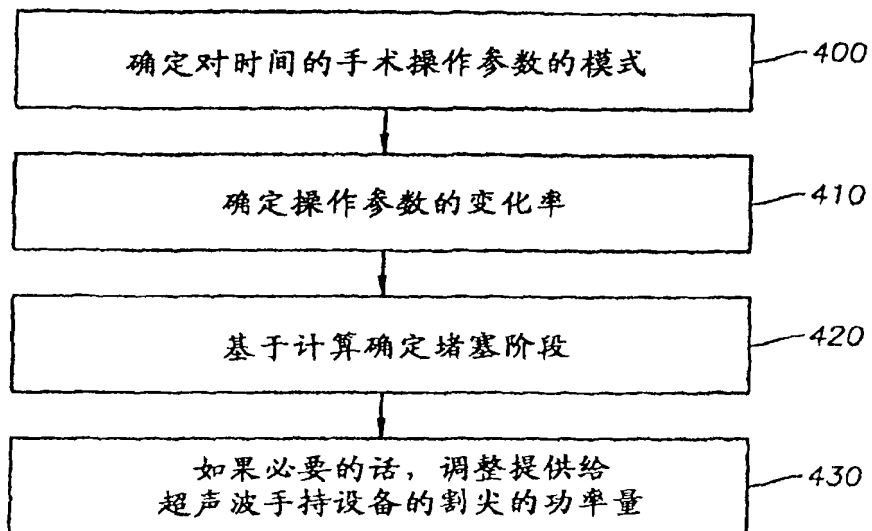 确定对时间的手术操作参数的模式
400
确定操作参数的变化率
410
基于计算确定堵塞阶段
420
如果必要的话，调整提供给
超声波手持设备的割尖的功率量
430